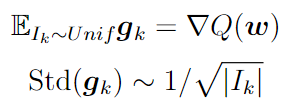 𝔼_{I_k∼Unif} 𝒈_k = ∇Q(𝒘)
Std(𝒈_k) ∼ 1/√|I_k|